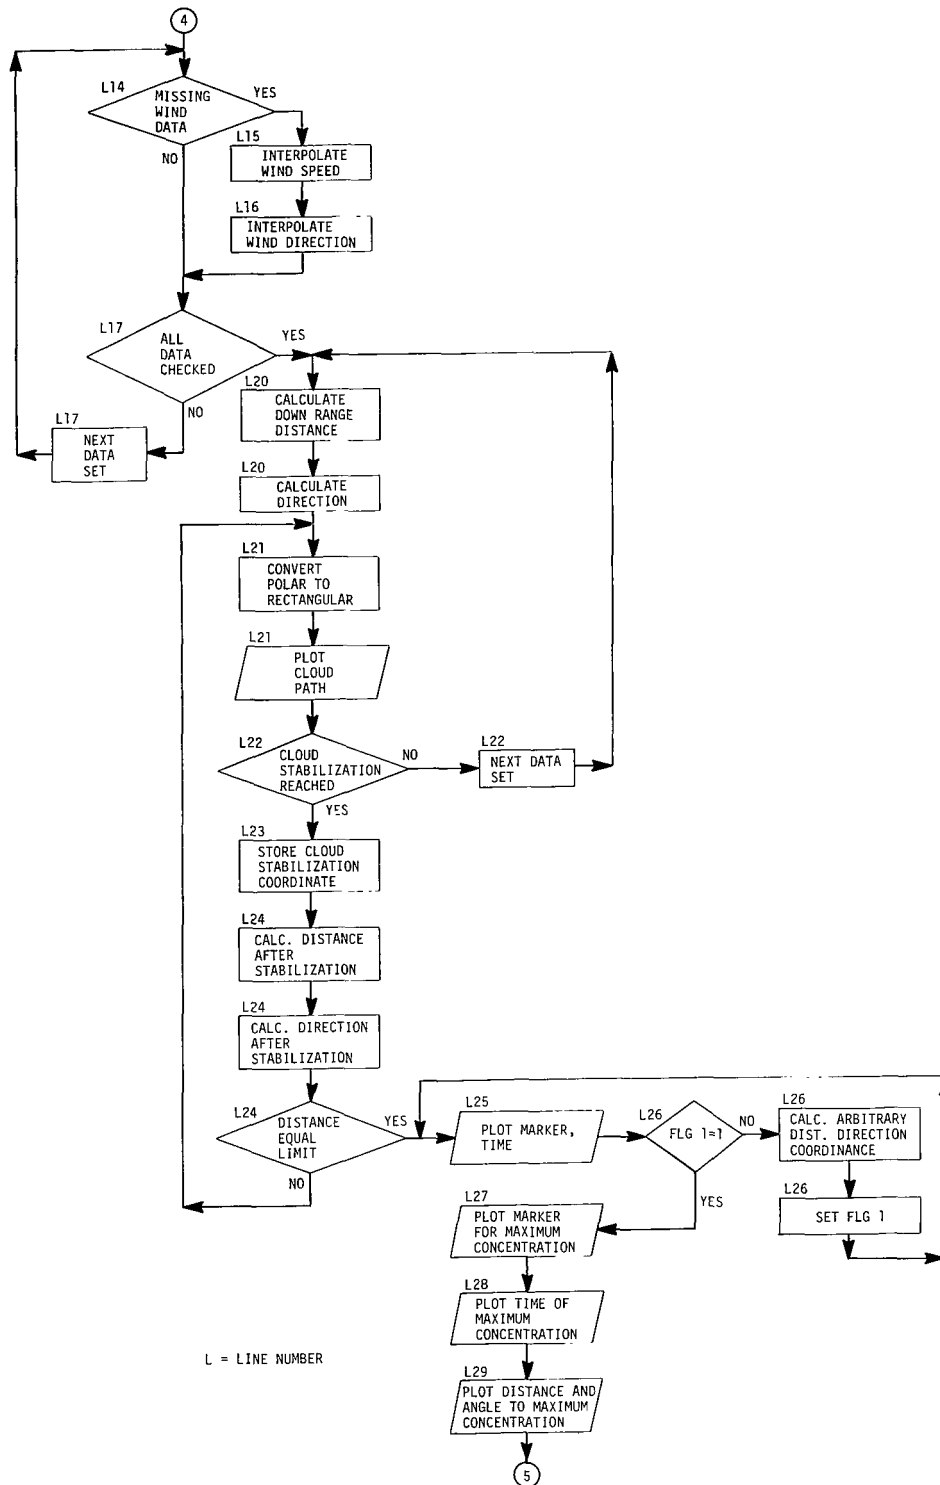 4
L14
MISSING
WIND
DATA
YES
NO
L15
INTERPOLATE
WIND SPEED
L16
INTERPOLATE
WIND DIRECTION
L17
ALL
DATA
CHECKED
YES
NO
L17
NEXT
DATA
SET
L20
CALCULATE
DOWN RANGE
DISTANCE
L20
CALCULATE
DIRECTION
L21
CONVERT
POLAR TO
RECTANGULAR
L21
PLOT
CLOUD
PATH
L22
CLOUD
STABILIZATION
REACHED
NO
YES
L22
NEXT DATA
SET
L23
STORE CLOUD
STABILIZATION
COORDINATE
L24
CALC. DISTANCE
AFTER
STABILIZATION
L24
CALC. DIRECTION
AFTER
STABILIZATION
L24
DISTANCE
EQUAL
LIMIT
YES
NO
L25
PLOT MARKER,
TIME
L26
FLG 1=1
NO
YES
L26
CALC. ARBITRARY
DIST. DIRECTION
COORDINANCE
L26
SET FLG 1
L27
PLOT MARKER
FOR MAXIMUM
CONCENTRATION
L28
PLOT TIME OF
MAXIMUM
CONCENTRATION
L29
PLOT DISTANCE AND
ANGLE TO MAXIMUM
CONCENTRATION
5
L = LINE NUMBER